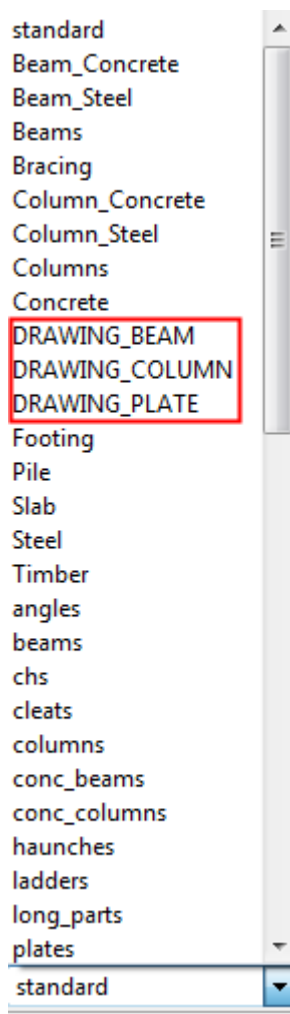 standard
Beam_Concrete
Beam_Steel
Beams
Bracing
Column_Concrete
Column_Steel
Columns
Concrete
DRAWING_BEAM
DRAWING_COLUMN
DRAWING_PLATE
Footing
Pile
Slab
Steel
Timber
angles
beams
chs
cleats
columns
conc_beams
conc_columns
haunches
ladders
long_parts
plates
standard